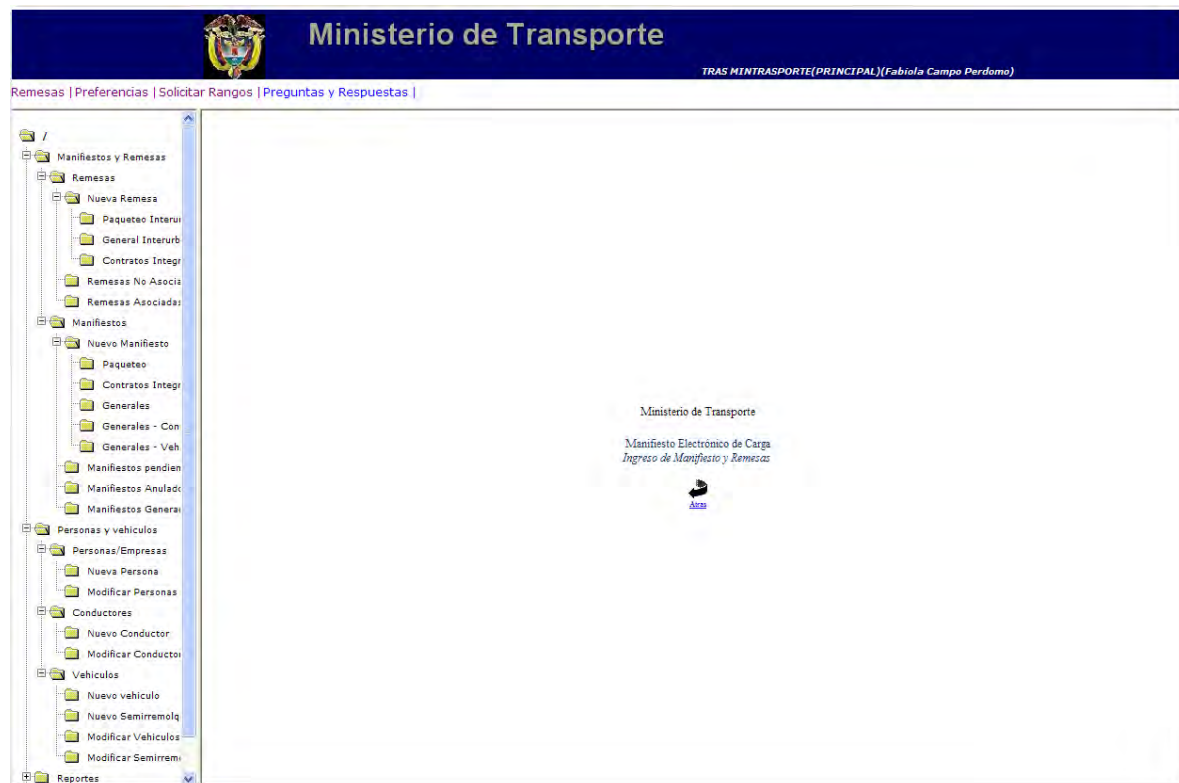 Ministerio de Transporte
TRAS MINTRASPORTE(PRINCIPAL)(Fabiola Campo Perdomo)
Remesas | Preferencias | Solicitar Rangos | Preguntas y Respuestas |
/
Manifiestos y Remesas
Remesas
Nueva Remesa
Paqueteo Interu
General Interurb
Contratos Integr
Remesas No Asocia
Remesas Asociada
Manifiestos
Nuevo Manifiesto
Paqueteo
Contratos Integr
Generales
Generales - Con
Generales - Veh
Manifiestos pendien
Manifiestos Anulado
Manifiestos Genera
Personas y vehiculos
Personas/Empresas
Nueva Persona
Modificar Personas
Conductores
Nuevo Conductor
Modificar Conducto
Vehiculos
Nuevo vehiculo
Nuevo Semirremolq
Modificar Vehiculos
Modificar Semirrem
Reportes
Ministerio de Transporte
Manifiesto Electrónico de Carga
Ingreso de Manifiesto y Remesas
Atras